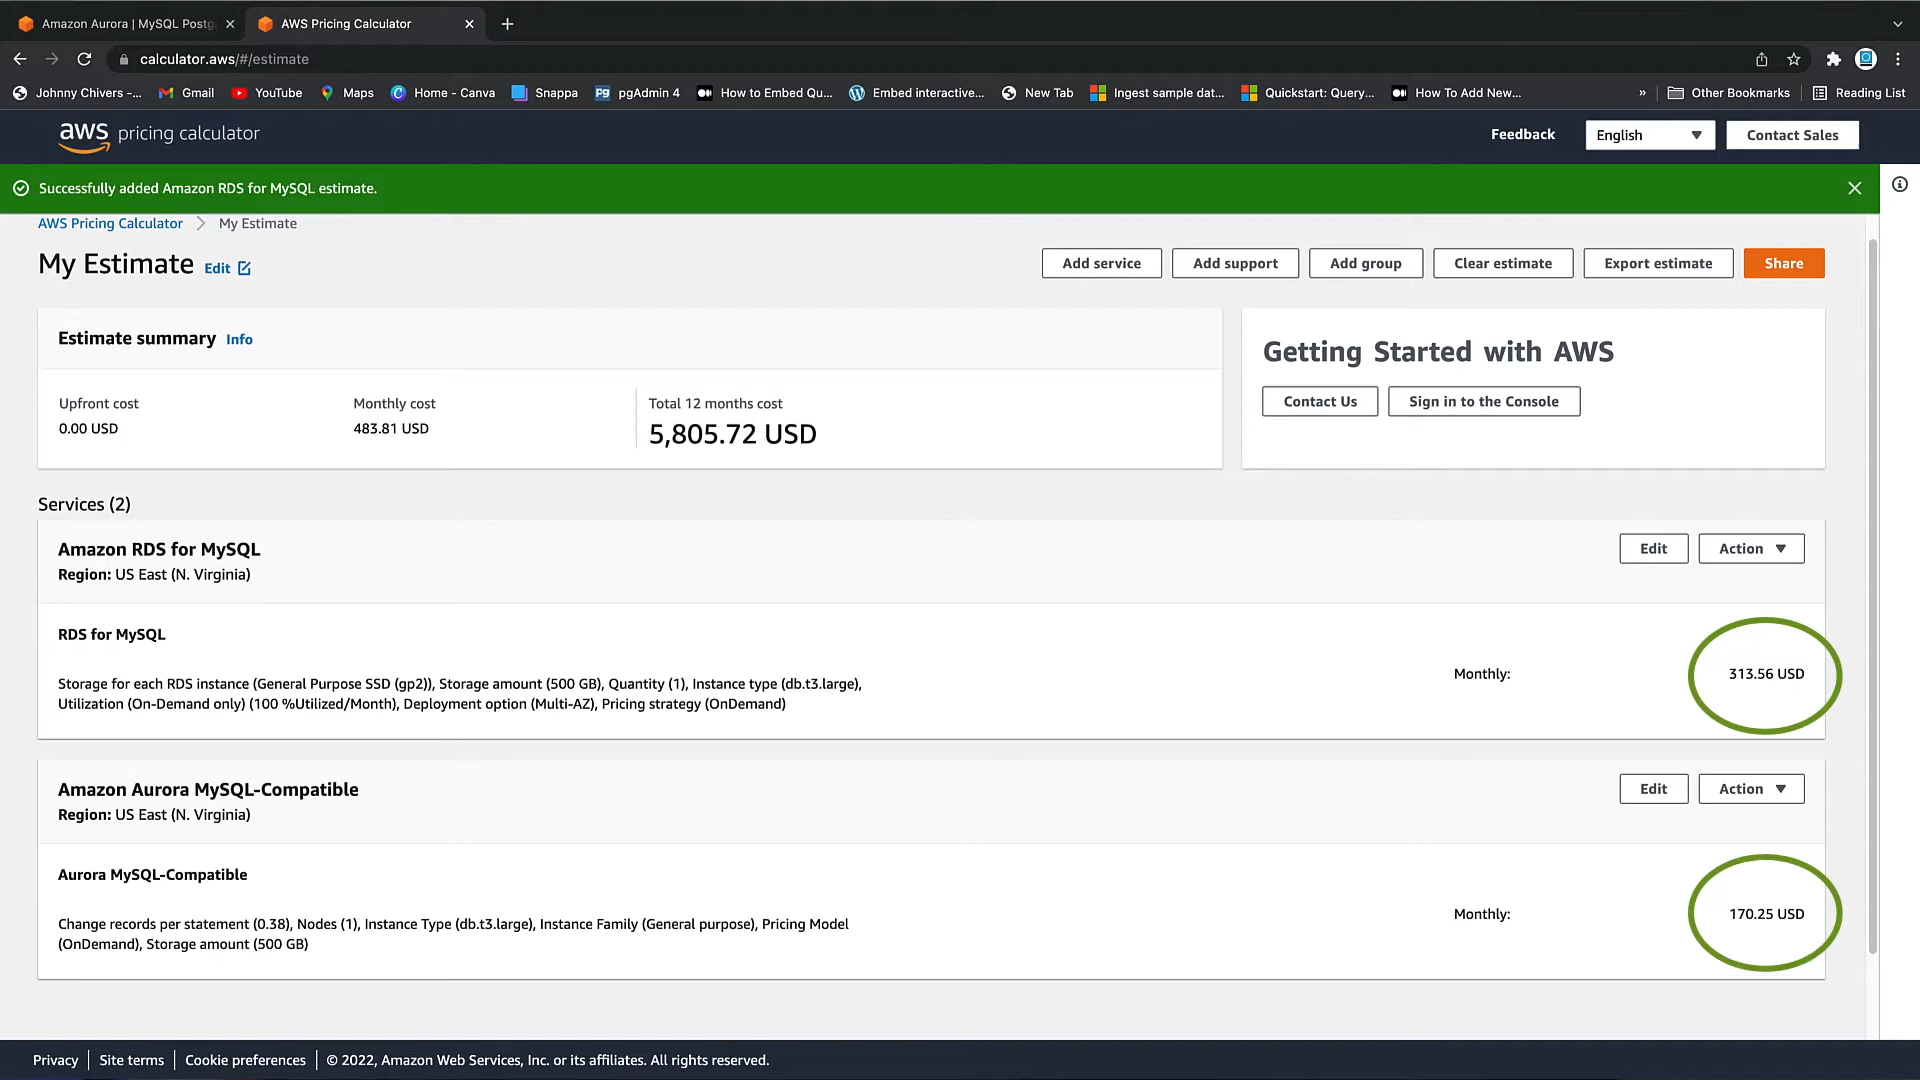 Amazon Aurora | MySQL Postg
AWS Pricing Calculator
calculator.aws/#/estimate
Johnny Chivers -...
Gmail
YouTube
Maps
Home - Canva
Snappa
pgAdmin 4
How to Embed Qu...
Embed interactive...
New Tab
Ingest sample dat...
Quickstart: Query...
How To Add New...
»
Other Bookmarks
Reading List
aws pricing calculator
Feedback
English
Contact Sales
Successfully added Amazon RDS for MySQL estimate.
AWS Pricing Calculator
My Estimate
My Estimate
Edit
Add service
Add support
Add group
Clear estimate
Export estimate
Share
Estimate summary
Info
Upfront cost
0.00 USD
Monthly cost
483.81 USD
Total 12 months cost
5,805.72 USD
Getting Started with AWS
Contact Us
Sign in to the Console
Services (2)
Amazon RDS for MySQL
Region: US East (N. Virginia)
Edit
Action
RDS for MySQL
Storage for each RDS instance (General Purpose SSD (gp2)), Storage amount (500 GB), Quantity (1), Instance type (db.t3.large),
Utilization (On-Demand only) (100 %Utilized/Month), Deployment option (Multi-AZ), Pricing strategy (OnDemand)
Monthly:
313.56 USD
Amazon Aurora MySQL-Compatible
Region: US East (N. Virginia)
Edit
Action
Aurora MySQL-Compatible
Change records per statement (0.38), Nodes (1), Instance Type (db.t3.large), Instance Family (General purpose), Pricing Model
(OnDemand), Storage amount (500 GB)
Monthly:
170.25 USD
Privacy
Site terms
Cookie preferences
© 2022, Amazon Web Services, Inc. or its affiliates. All rights reserved.